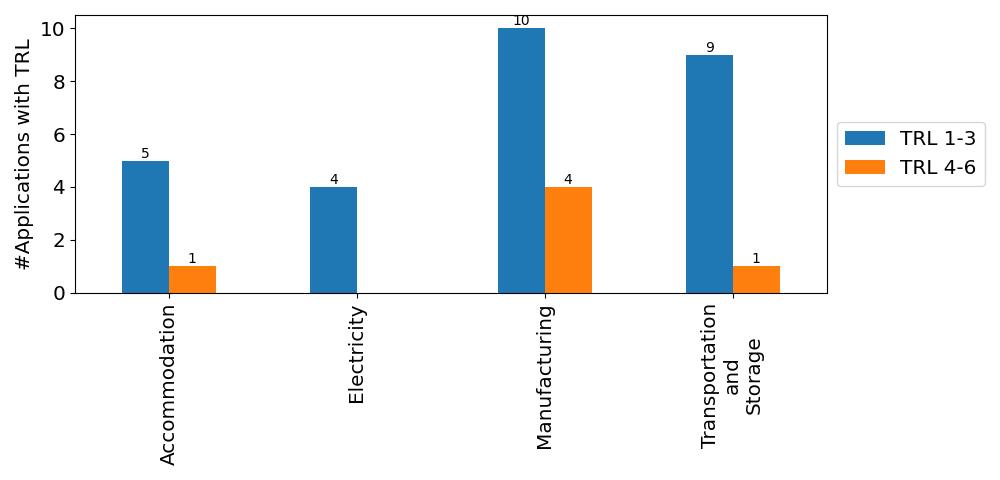 #Applications with TRL
10
8
6
4
2
0
5
1
4
10
4
9
1
Accommodation
Electricity
Manufacturing
Transportation
and
Storage
TRL 1-3
TRL 4-6